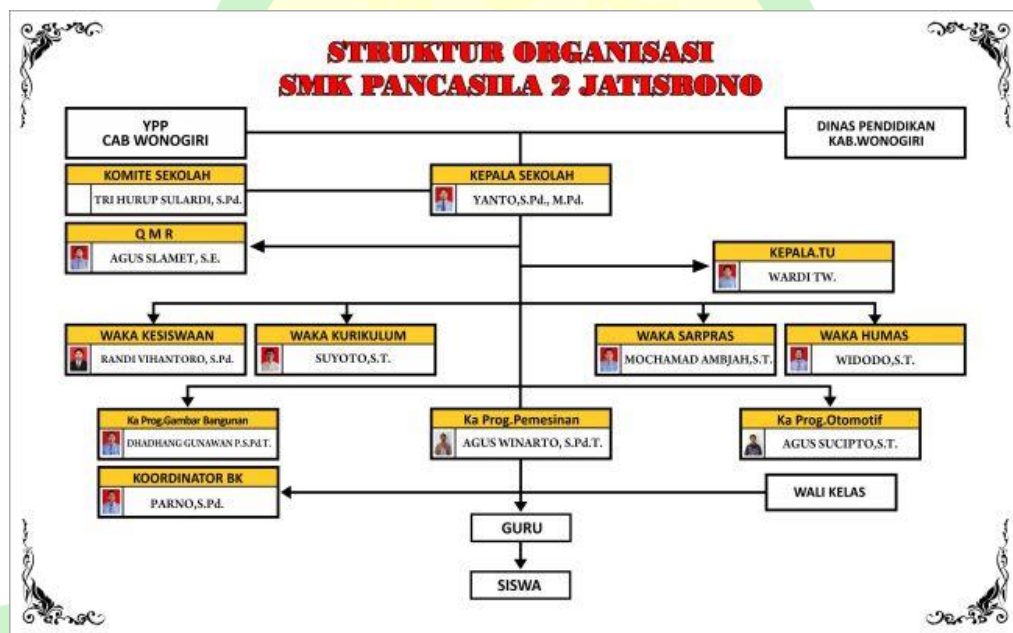 STRUKTUR ORGANISASI
SMK PANCASILA 2 JATISRONO
YPP
CAB WONOGIRI
DINAS PENDIDIKAN
KAB.WONOGIRI
KOMITE SEKOLAH
TRI HURUP SULARDI, S.Pd.
KEPALA SEKOLAH
YANTO,S.Pd., M.Pd.
Q M R
AGUS SLAMET, S.E.
KEPALA.TU
WARDI TW.
WAKA KESISWAAN
RANDI VIHANTORO, S.Pd.
WAKA KURIKULUM
SUYOTO,S.T.
WAKA SARPRAS
MOCHAMAD AMBJAH,S.T.
WAKA HUMAS
WIDODO,S.T.
Ka Prog.Gambar Bangunan
DHADHANG GUNAWAN P.S.Pd.T.
Ka Prog.Pemesinan
AGUS WINARTO, S.Pd.T.
Ka Prog.Otomotif
AGUS SUCIPTO,S.T.
KOORDINATOR BK
PARNO,S.Pd.
WALI KELAS
GURU
SISWA